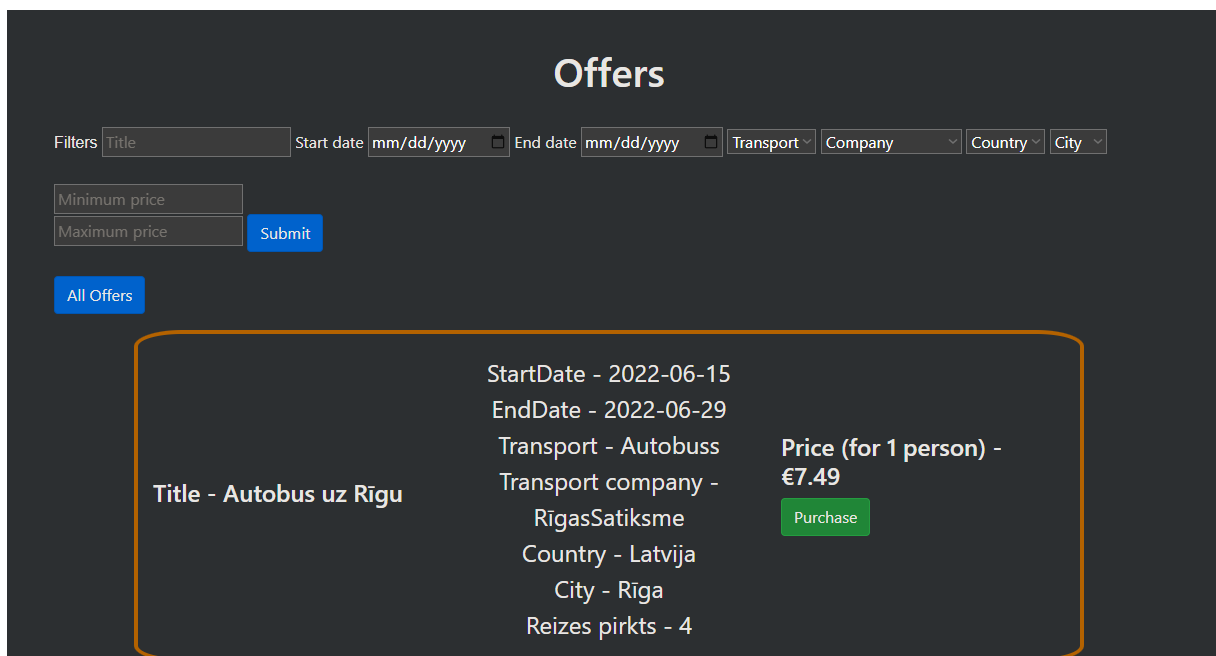 Offers
Filters Title Start date mm/dd/yyyy End date mm/dd/yyyy Transport Company Country City
Minimum price
Maximum price Submit
All Offers
Title - Autobus uz Rīgu
StartDate - 2022-06-15
EndDate - 2022-06-29
Transport - Autobuss
Transport company -
RīgasSatiksme
Country - Latvija
City - Rīga
Reizes pirkts - 4
Price (for 1 person) -
€7.49
Purchase